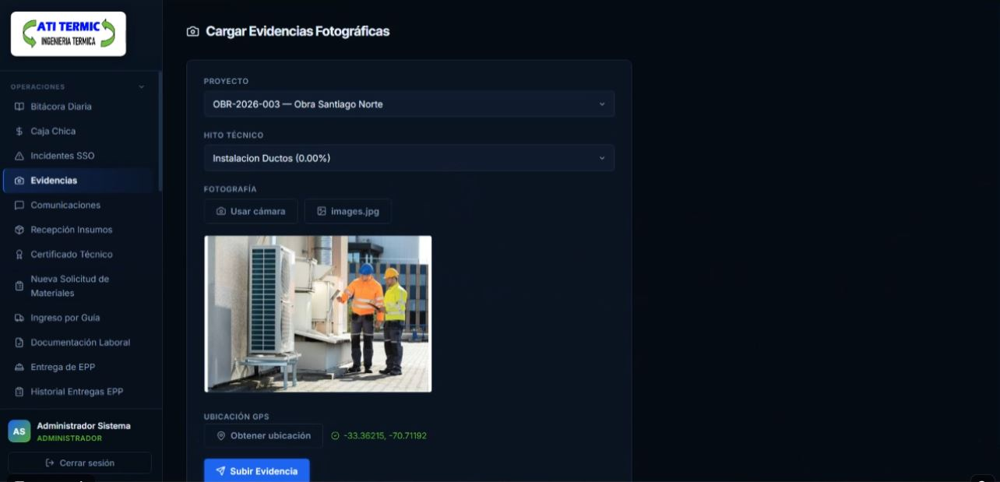 ATI TERMIC
INGENIERIA TERMICA
OPERACIONES
Bitácora Diaria
Caja Chica
Incidentes SSO
Evidencias
Comunicaciones
Recepción Insumos
Certificado Técnico
Nueva Solicitud de
Materiales
Ingreso por Guía
Documentación Laboral
Entrega de EPP
Historial Entregas EPP
AS
Administrador Sistema
ADMINISTRADOR
Cerrar sesión
Cargar Evidencias Fotográficas
PROYECTO
OBR-2026-003 — Obra Santiago Norte
HITO TÉCNICO
Instalacion Ductos (0.00%)
FOTOGRAFÍA
Usar cámara
images.jpg
UBICACIÓN GPS
Obtener ubicación
-33.36215, -70.71192
Subir Evidencia